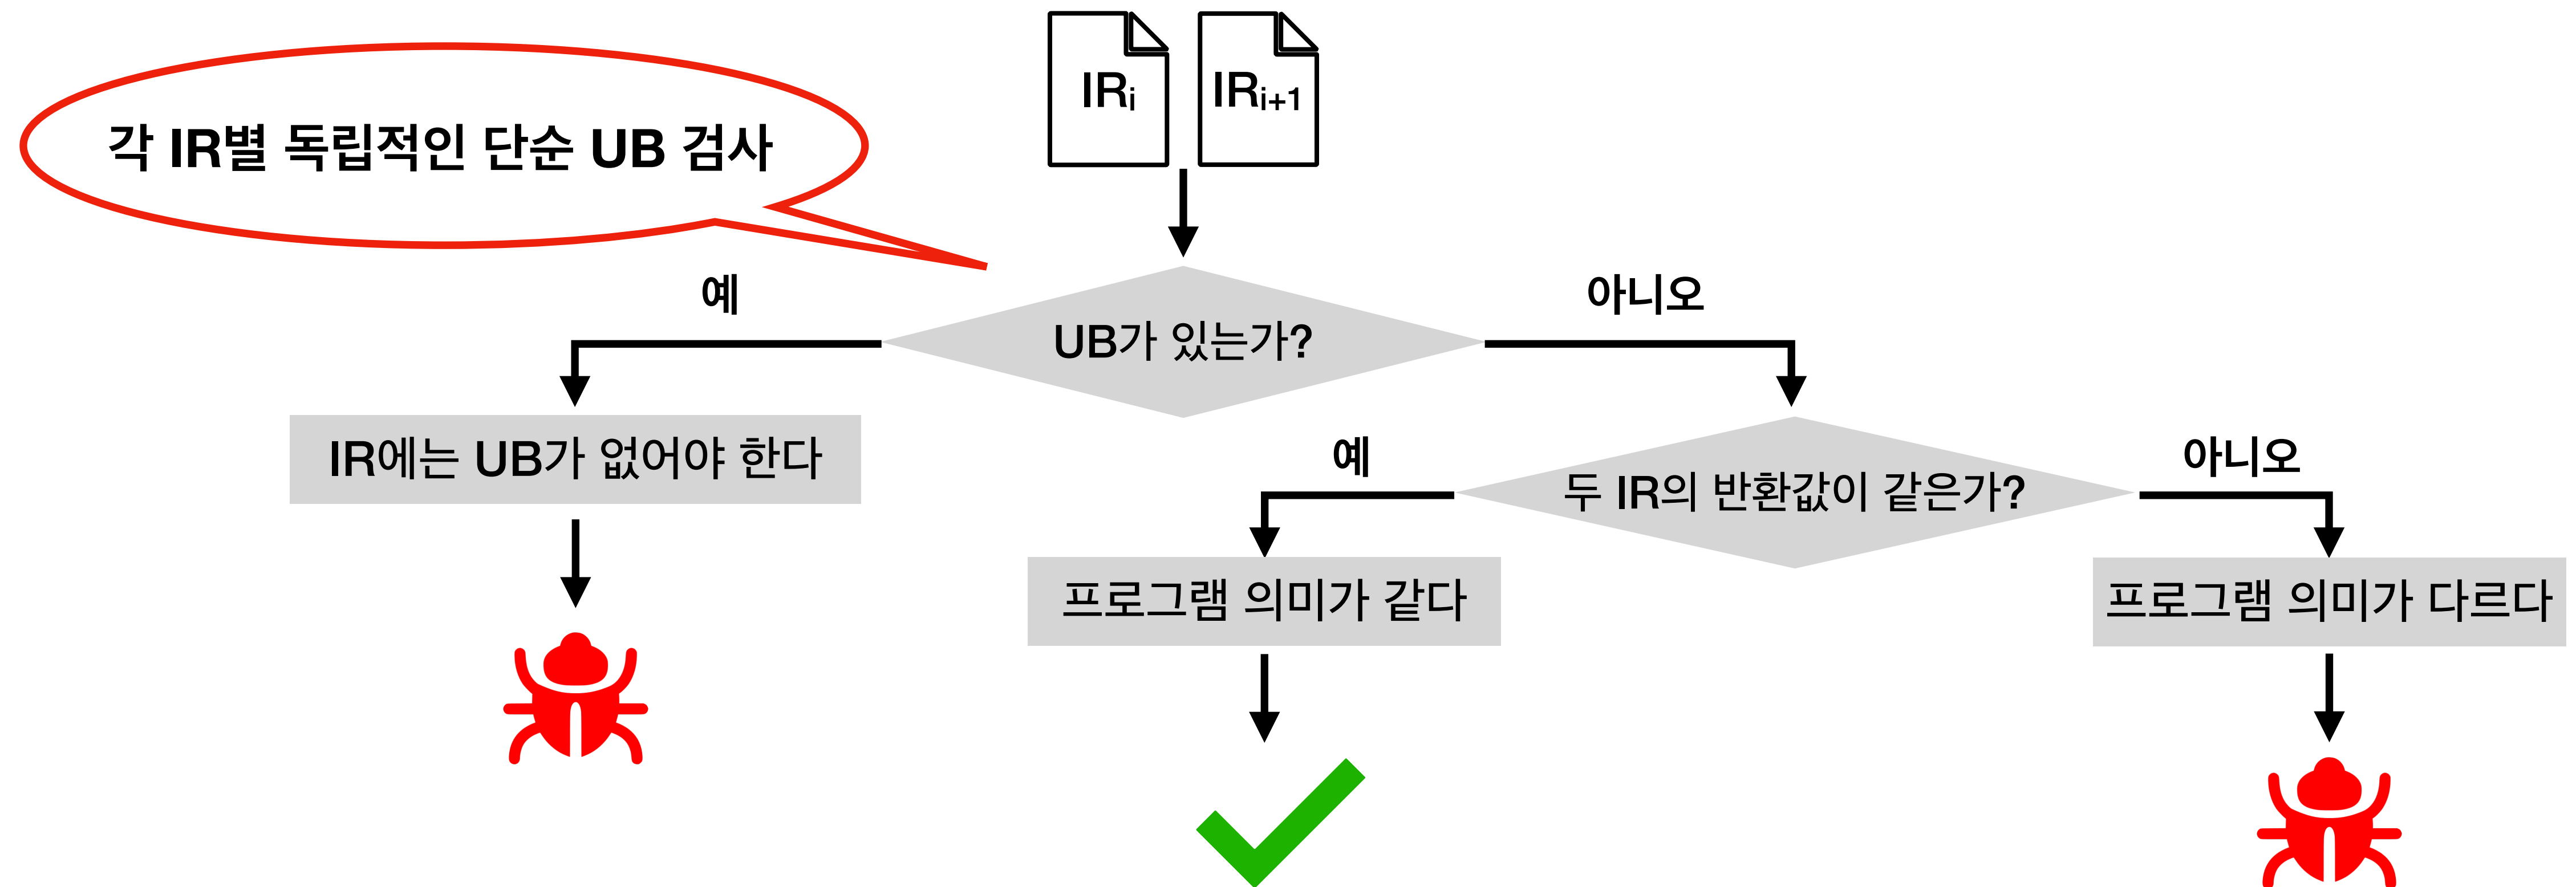 IRi
IRi+1
각 IR별 독립적인 단순 UB 검사
예
아니오
UB가 있는가?
IR에는 UB가 없어야 한다
예
아니오
두 IR의 반환값이 같은가?
프로그램 의미가 같다
프로그램 의미가 다르다